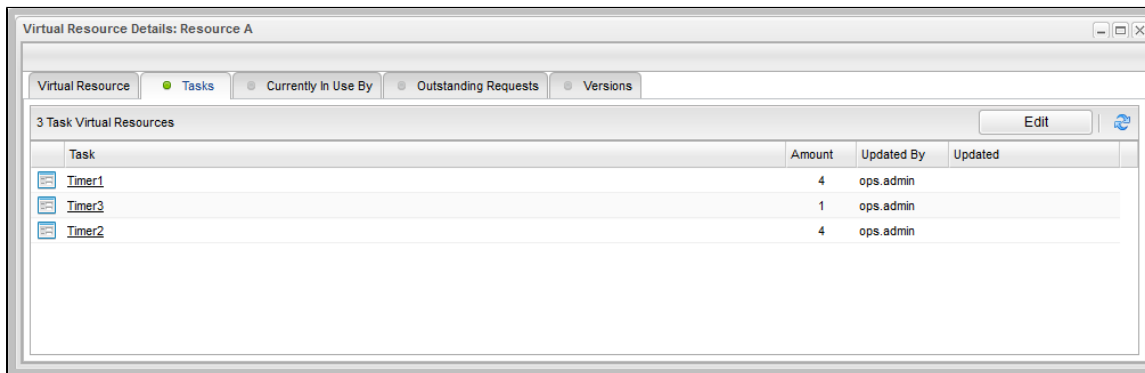 Virtual Resource Details: Resource A
Virtual Resource Tasks Currently In Use By Outstanding Requests Versions
3 Task Virtual Resources Edit
Task Amount Updated By Updated
Timer1 4 ops.admin
Timer3 1 ops.admin
Timer2 4 ops.admin